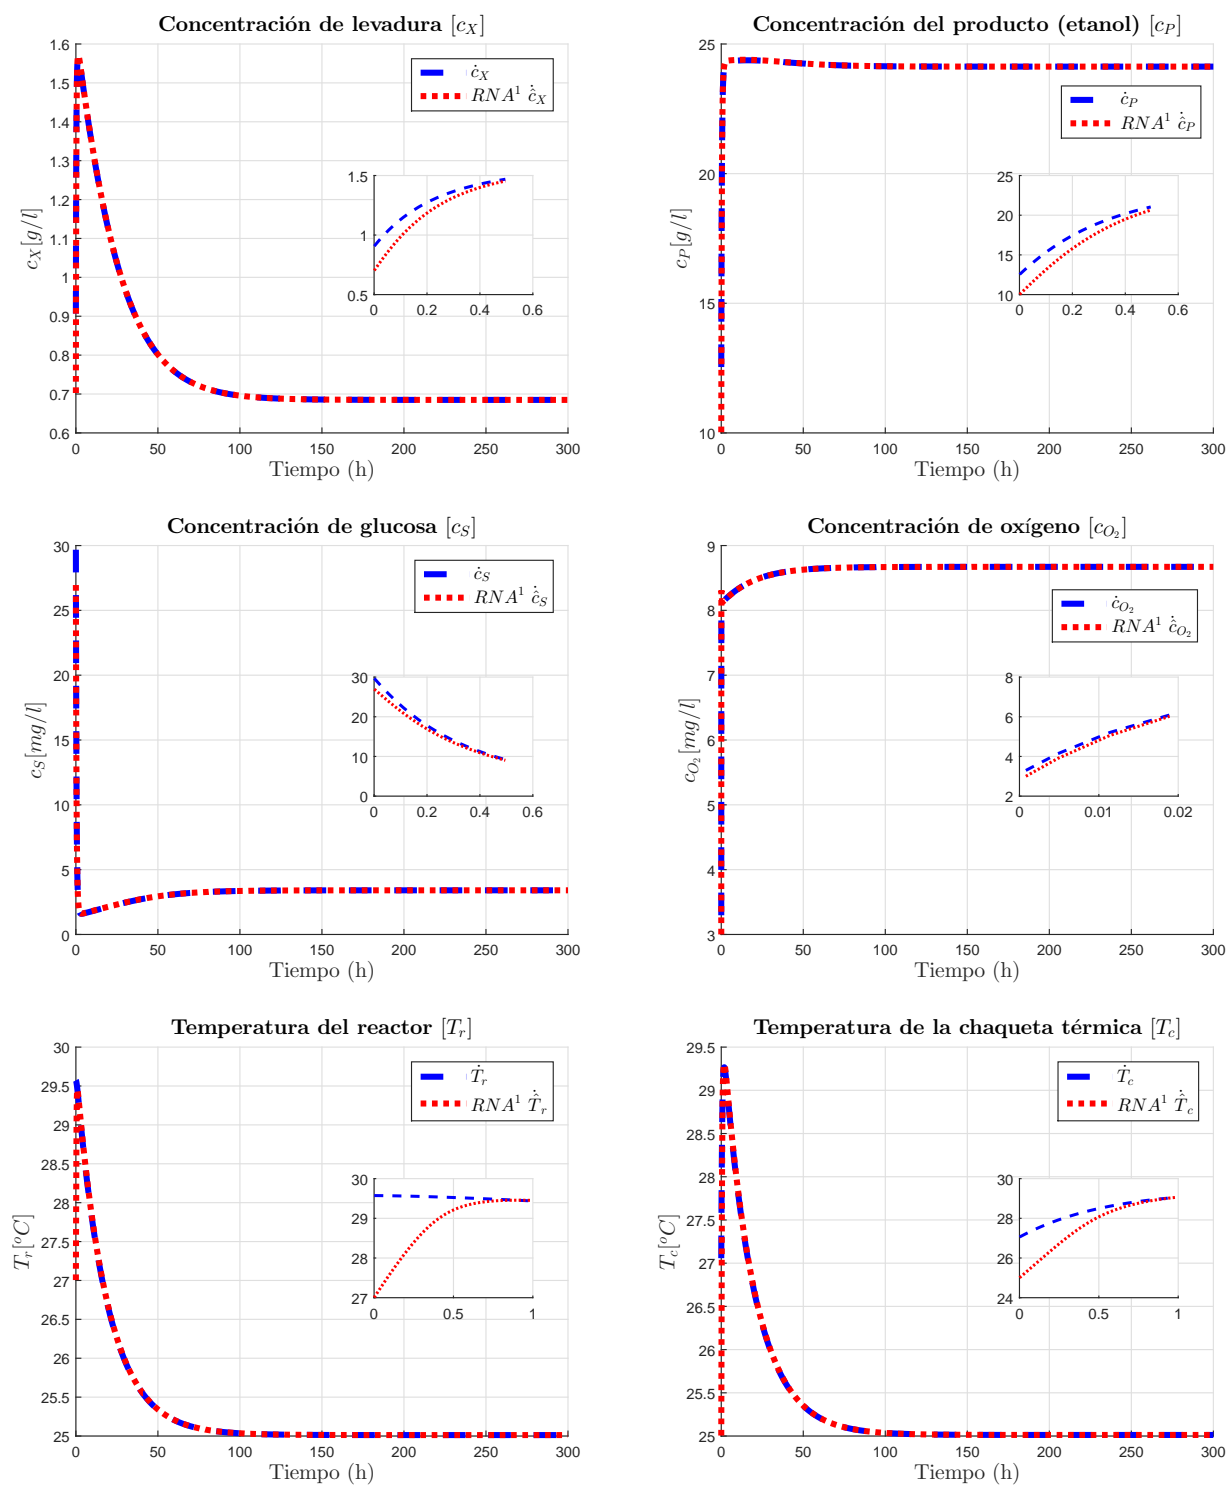 Concentración de levadura [c_X]
1.6
1.5
1.4
1.3
1.2
1.1
1
0.9
0.8
0.7
0.6
c_X[g/l]
ċ_X
RNA¹ ĉ̇_X
1.5
1
0.5
0 0.2 0.4 0.6
0 50 100 150 200 250 300
Tiempo (h)
Concentración del producto (etanol) [c_P]
25
24
15
10
c_P[g/l]
ċ_P
RNA¹ ĉ̇_P
25
20
15
10
0 0.2 0.4 0.6
0 50 100 150 200 250 300
Tiempo (h)
Concentración de glucosa [c_S]
30
25
20
15
10
5
0
c_S[mg/l]
ċ_S
RNA¹ ĉ̇_S
30
20
10
0
0 0.2 0.4 0.6
0 50 100 150 200 250 300
Tiempo (h)
Concentración de oxígeno [c_{O₂}]
9
8
7
6
5
4
3
c_{O₂}[mg/l]
ċ_{O₂}
RNA¹ ĉ̇_{O₂}
8
6
4
2
0 0.01 0.02
0 50 100 150 200 250 300
Tiempo (h)
Temperatura del reactor [T_r]
30
29.5
29
28.5
28
27.5
27
26.5
26
25.5
25
T_r[°C]
Ṫ_r
RNA¹ T̂̇_r
30
29
28
27
0 0.5 1
0 50 100 150 200 250 300
Tiempo (h)
Temperatura de la chaqueta térmica [T_c]
29.5
29
28.5
28
27.5
27
26.5
26
25.5
25
T_c[°C]
Ṫ_c
RNA¹ T̂̇_c
30
28
26
24
0 0.5 1
0 50 100 150 200 250 300
Tiempo (h)